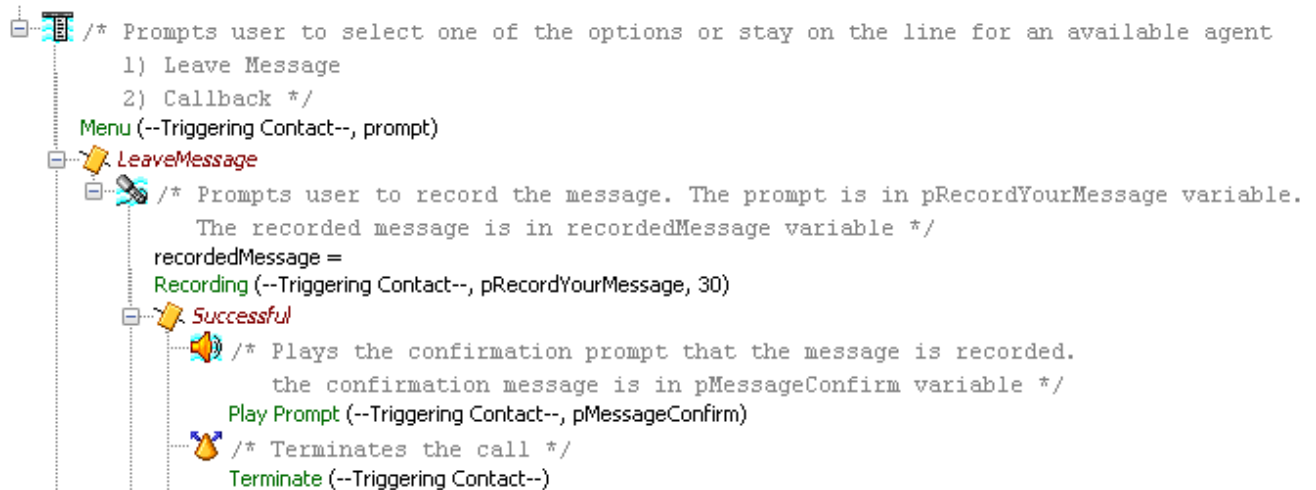 /* Prompts user to select one of the options or stay on the line for an available agent
1) Leave Message
2) Callback */
Menu (--Triggering Contact--, prompt)
LeaveMessage
/* Prompts user to record the message. The prompt is in pRecordYourMessage variable.
The recorded message is in recordedMessage variable */
recordedMessage =
Recording (--Triggering Contact--, pRecordYourMessage, 30)
Successful
/* Plays the confirmation prompt that the message is recorded.
the confirmation message is in pMessageConfirm variable */
Play Prompt (--Triggering Contact--, pMessageConfirm)
/* Terminates the call */
Terminate (--Triggering Contact--)